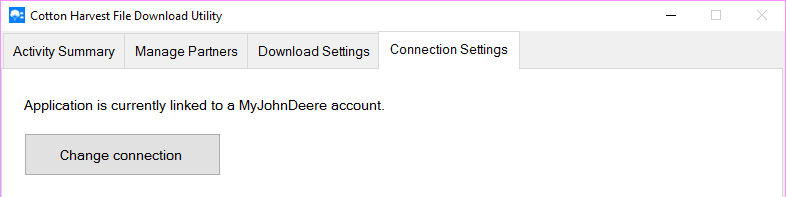 Cotton Harvest File Download Utility
Activity Summary Manage Partners Download Settings Connection Settings
Application is currently linked to a MyJohnDeere account.
Change connection